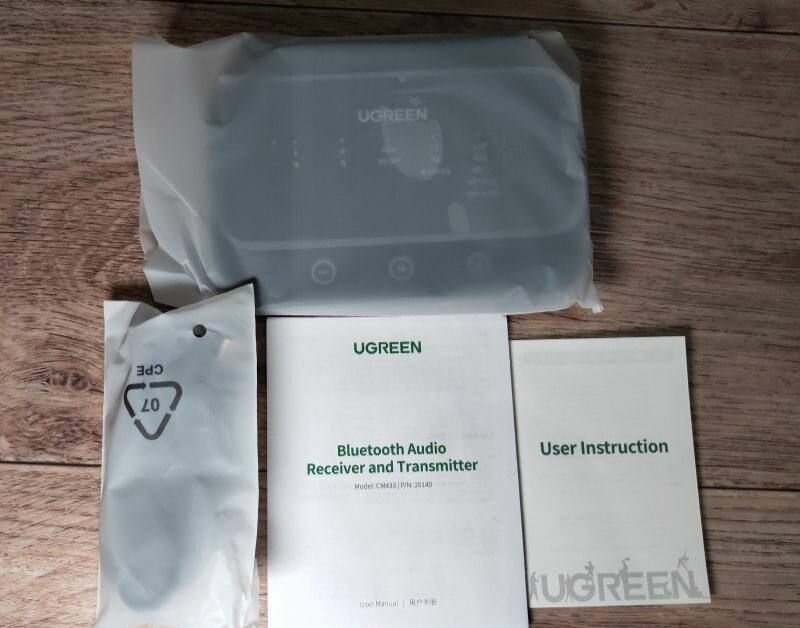 UGREEN
CPE
07
UGREEN
Bluetooth Audio
Receiver and Transmitter
Model: CM433 | P/N: 20140
User Manual | 用户手册
User Instruction
UGREEN